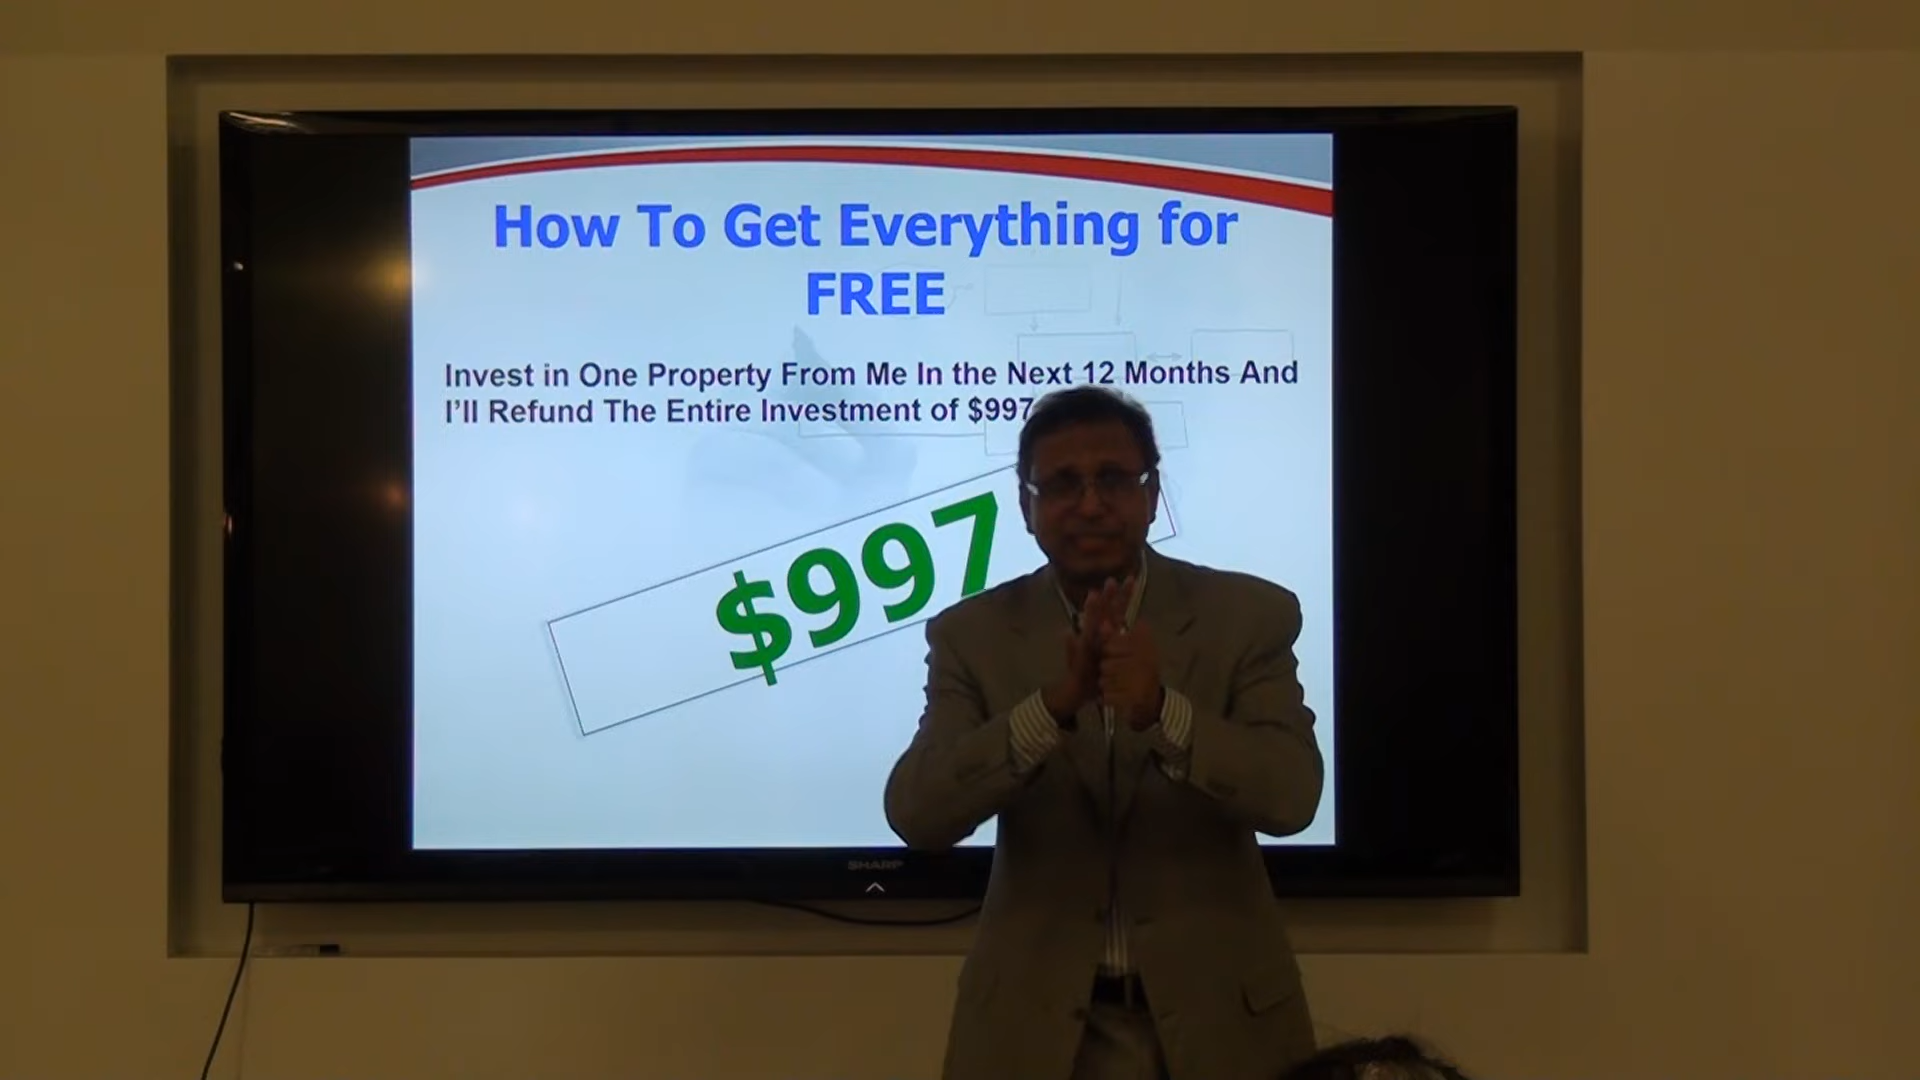 How To Get Everything for
FREE
Invest in One Property From Me In the Next 12 Months And
I'll Refund The Entire Investment of $997
$997
SHARP